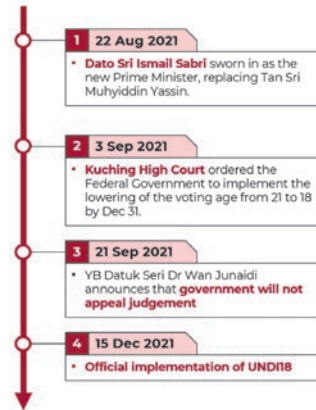 1 22 Aug 2021
• Dato Sri Ismail Sabri sworn in as the
new Prime Minister, replacing Tan Sri
Muhyiddin Yassin.
2 3 Sep 2021
• Kuching High Court ordered the
Federal Government to implement the
lowering of the voting age from 21 to 18
by Dec 31.
3 21 Sep 2021
• YB Datuk Seri Dr Wan Junaidi
announces that government will not
appeal judgement
4 15 Dec 2021
• Official implementation of UNDI18